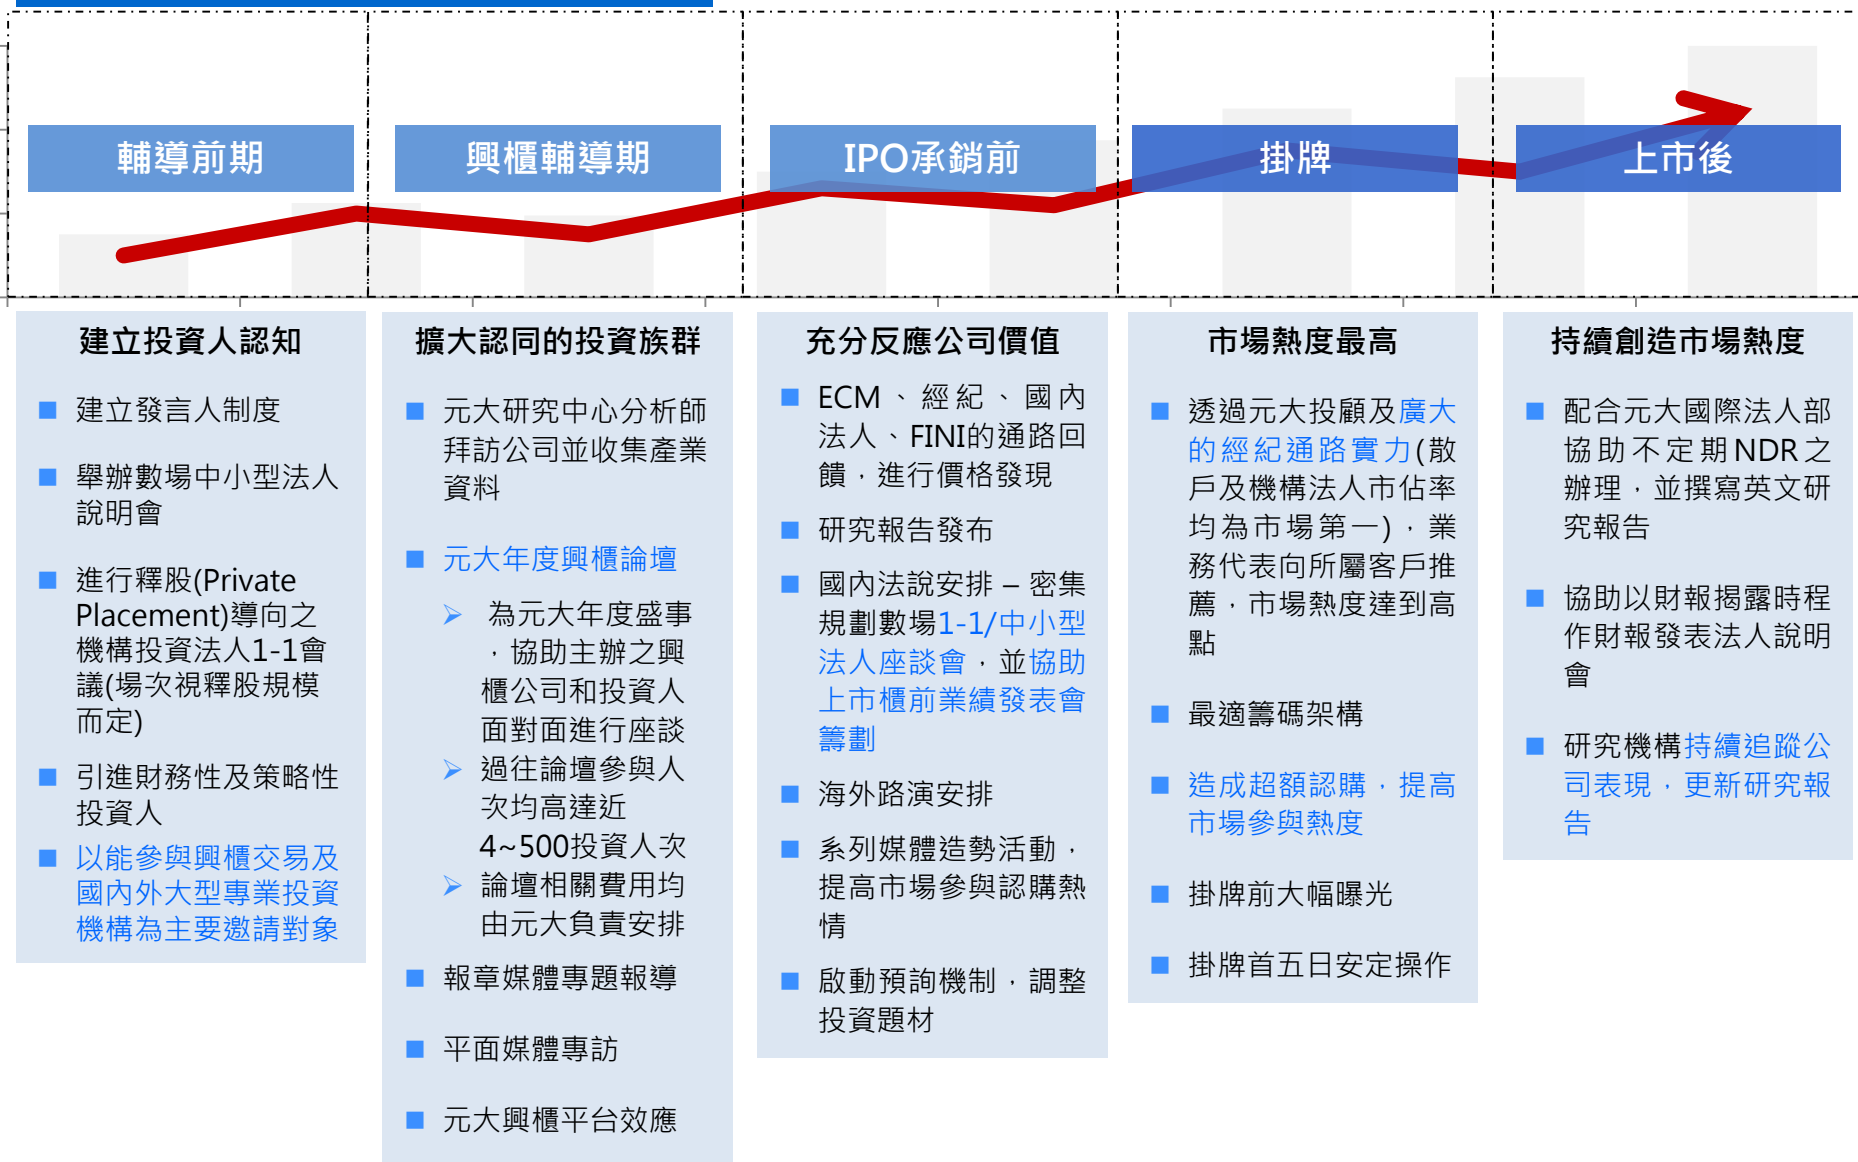 輔導前期
興櫃輔導期
IPO承銷前
掛牌
上市後
建立投資人認知
建立發言人制度
舉辦數場中小型法人
說明會
進行釋股(Private
Placement)導向之
機構投資法人1-1會
議(場次視釋股規模
而定)
引進財務性及策略性
投資人
以能參與興櫃交易及
國內外大型專業投資
機構為主要邀請對象
擴大認同的投資族群
元大研究中心分析師
拜訪公司並收集產業
資料
元大年度興櫃論壇
為元大年度盛事
，協助主辦之興
櫃公司和投資人
面對面進行座談
過往論壇參與人
次均高達近
4~500投資人次
論壇相關費用均
由元大負責安排
報章媒體專題報導
平面媒體專訪
元大興櫃平台效應
充分反應公司價值
ECM、經紀、國內
法人、FINI的通路回
饋，進行價格發現
研究報告發布
國內法說安排 – 密集
規劃數場1-1/中小型
法人座談會，並協助
上市櫃前業績發表會
籌劃
海外路演安排
系列媒體造勢活動，
提高市場參與認購熱
情
啟動預詢機制，調整
投資題材
市場熱度最高
透過元大投顧及廣大
的經紀通路實力(散
戶及機構法人市佔率
均為市場第一)，業
務代表向所屬客戶推
薦，市場熱度達到高
點
最適籌碼架構
造成超額認購，提高
市場參與熱度
掛牌前大幅曝光
掛牌首五日安定操作
持續創造市場熱度
配合元大國際法人部
協助不定期NDR之
辦理，並撰寫英文研
究報告
協助以財報揭露時程
作財報發表法人說明
會
研究機構持續追蹤公
司表現，更新研究報
告